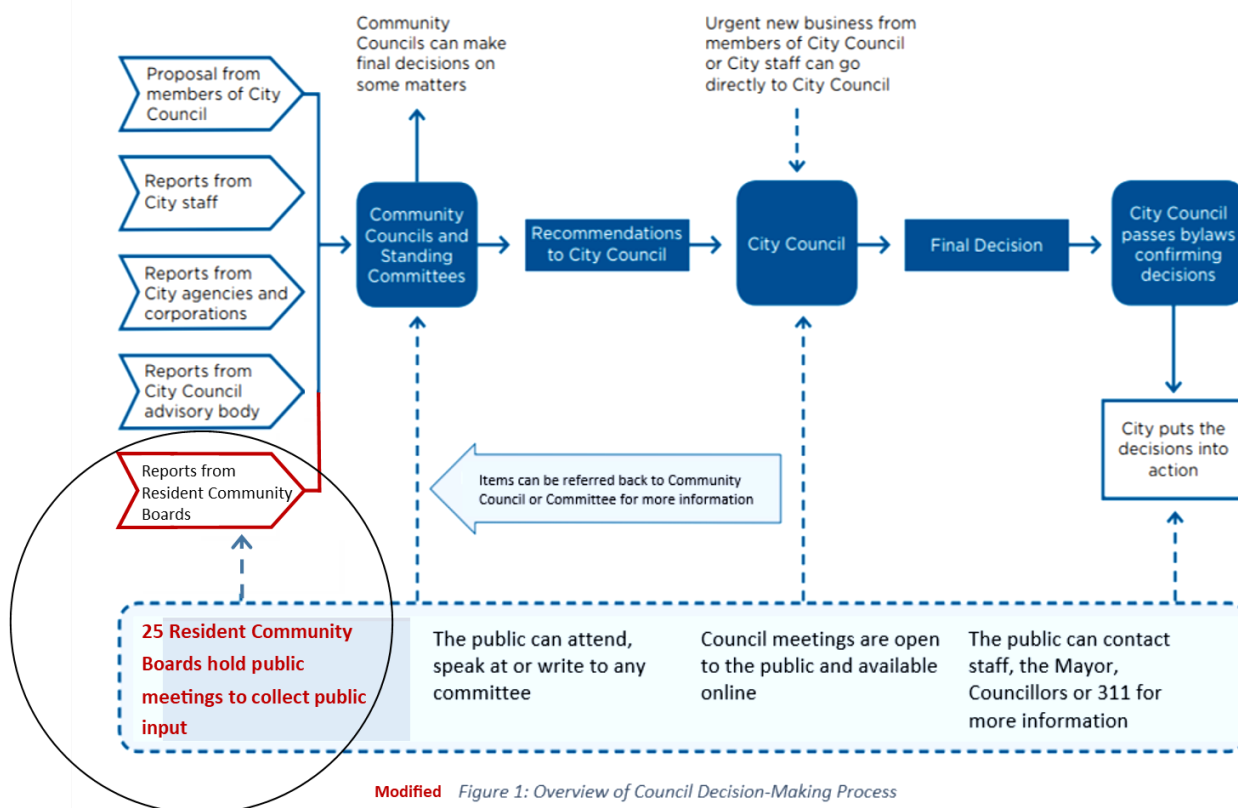 Community
Councils can make
final decisions on
some matters
Urgent new business from
members of City Council
or City staff can go
directly to City Council
Proposal from
members of City
Council
Reports from
City staff
Reports from
City agencies and
corporations
Reports from
City Council
advisory body
Reports from
Resident Community
Boards
Community
Councils and
Standing
Committees
Recommendations
to City Council
City Council
Final Decision
City Council
passes bylaws
confirming
decisions
City puts the
decisions into
action
Items can be referred back to Community
Council or Committee for more information
25 Resident Community
Boards hold public
meetings to collect public
input
The public can attend,
speak at or write to any
committee
Council meetings are open
to the public and available
online
The public can contact
staff, the Mayor,
Councillors or 311 for
more information
Modified Figure 1: Overview of Council Decision-Making Process